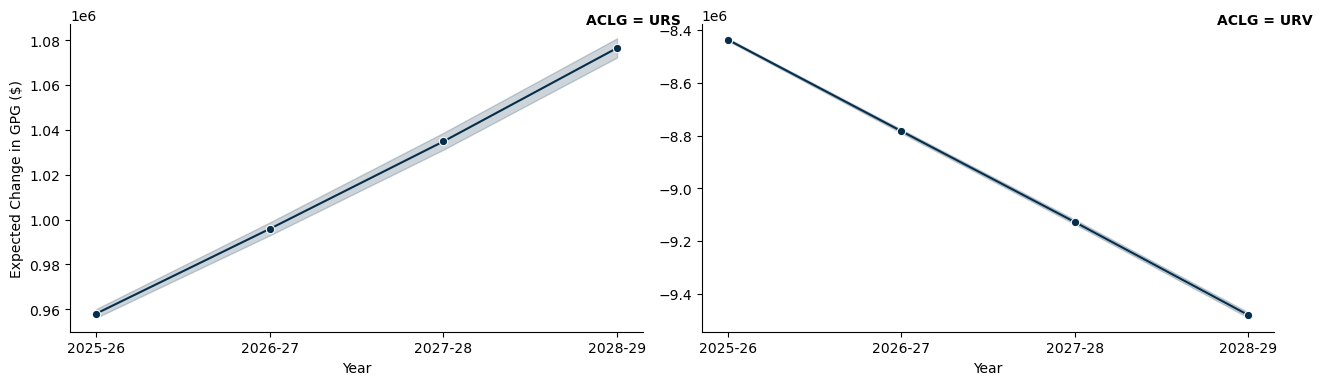 1e6
ACLG = URS
1.08
1.06
1.04
1.02
1.00
0.98
0.96
Expected Change in GPG ($)
2025-26 2026-27 2027-28 2028-29
Year
1e6
ACLG = URV
−8.4
−8.6
−8.8
−9.0
−9.2
−9.4
2025-26 2026-27 2027-28 2028-29
Year